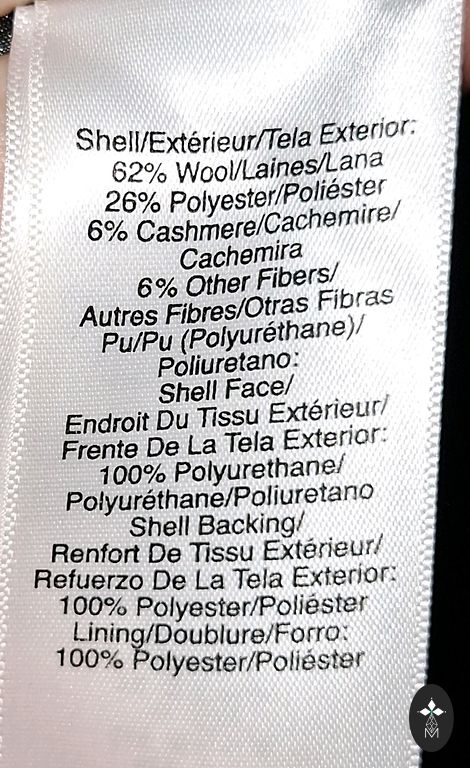 Shell/Extérieur/Tela Exterior:
62% Wool/Laines/Lana
26% Polyester/Poliéster
6% Cashmere/Cachemire/
Cachemira
6% Other Fibers/
Autres Fibres/Otras Fibras
Pu/Pu (Polyuréthane)/
Poliuretano:
Shell Face/
Endroit Du Tissu Extérieur/
Frente De La Tela Exterior:
100% Polyurethane/
Polyuréthane/Poliuretano
Shell Backing/
Renfort De Tissu Extérieur/
Refuerzo De La Tela Exterior:
100% Polyester/Poliéster
Lining/Doublure/Forro:
100% Polyester/Poliéster
M